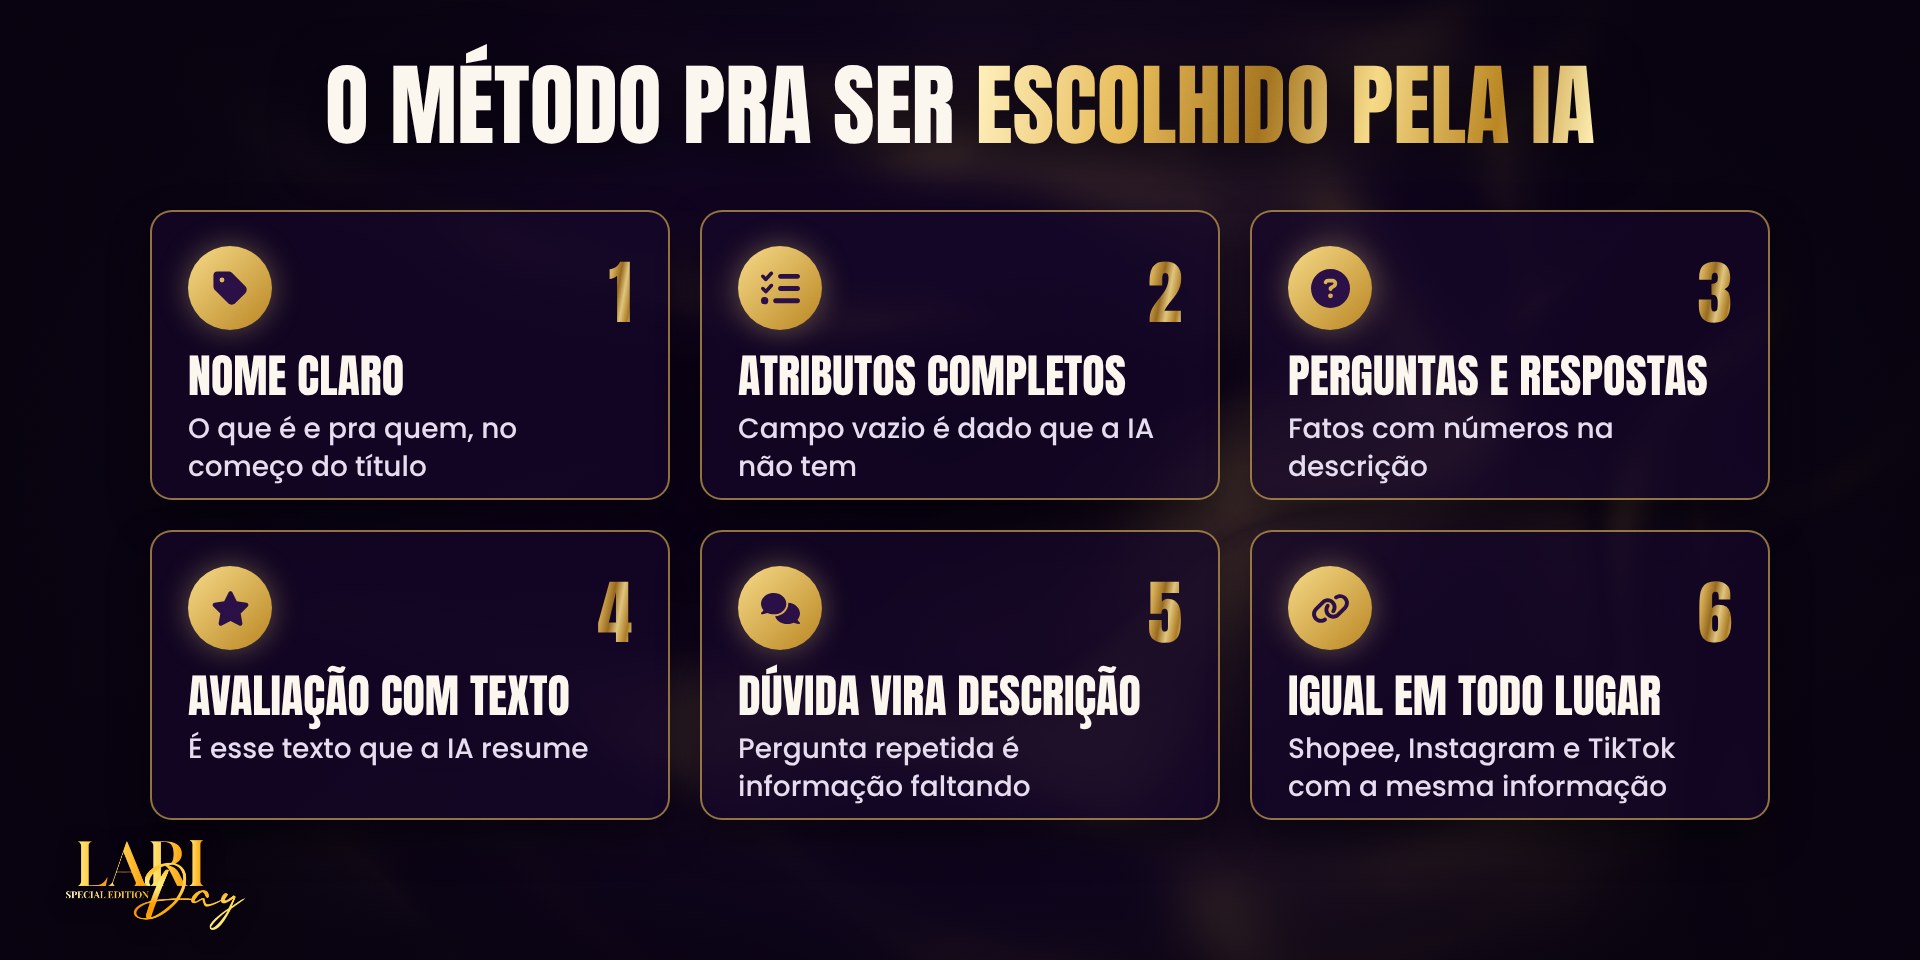 O MÉTODO PRA SER ESCOLHIDO PELA IA
1
NOME CLARO
O que é e pra quem, no
começo do título
2
ATRIBUTOS COMPLETOS
Campo vazio é dado que a IA
não tem
3
PERGUNTAS E RESPOSTAS
Fatos com números na
descrição
4
AVALIAÇÃO COM TEXTO
É esse texto que a IA resume
5
DÚVIDA VIRA DESCRIÇÃO
Pergunta repetida é
informação faltando
6
IGUAL EM TODO LUGAR
Shopee, Instagram e TikTok
com a mesma informação
LABI
SPECIAL EDITION Day